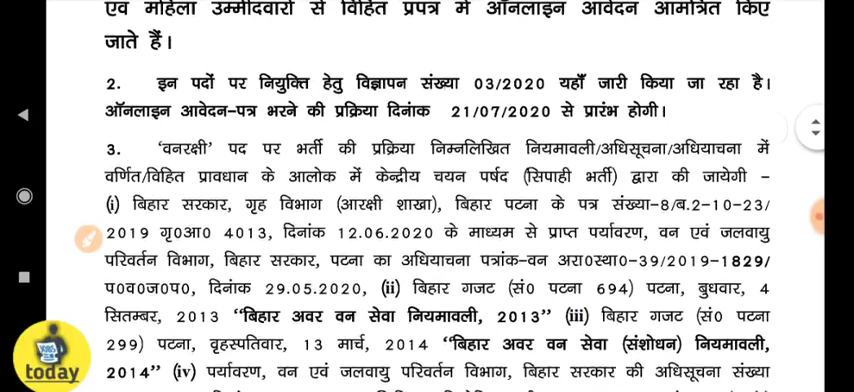 एवं महिला उम्मीदवारों से विहित प्रपत्र में ऑनलाइन आवेदन आमंत्रित किए
जाते हैं।
2. इन पदों पर नियुक्ति हेतु विज्ञापन संख्या 03/2020 यहाँ जारी किया जा रहा है।
ऑनलाइन आवेदन-पत्र भरने की प्रक्रिया दिनांक 21/07/2020 से प्रारंभ होगी।
3. ‘वनरक्षी’ पद पर भर्ती की प्रक्रिया निम्नलिखित नियमावली/अधिसूचना/अधियाचना में
वर्णित/विहित प्रावधान के आलोक में केन्द्रीय चयन पर्षद (सिपाही भर्ती) द्वारा की जायेगी –
(i) बिहार सरकार, गृह विभाग (आरक्षी शाखा), बिहार पटना के पत्र संख्या-8/ब.2-10-23/
2019 गृ0आ0 4013, दिनांक 12.06.2020 के माध्यम से प्राप्त पर्यावरण, वन एवं जलवायु
परिवर्तन विभाग, बिहार सरकार, पटना का अधियाचना पत्रांक-वन अरा0स्था0-39/2019-1829/
प0व0ज0प0, दिनांक 29.05.2020, (ii) बिहार गजट (सं0 पटना 694) पटना, बुधवार, 4
सितम्बर, 2013 “बिहार अवर वन सेवा नियमावली, 2013” (iii) बिहार गजट (सं0 पटना
299) पटना, वृहस्पतिवार, 13 मार्च, 2014 “बिहार अवर वन सेवा (संशोधन) नियमावली,
2014” (iv) पर्यावरण, वन एवं जलवायु परिवर्तन विभाग, बिहार सरकार की अधिसूचना संख्या
JOBS
today